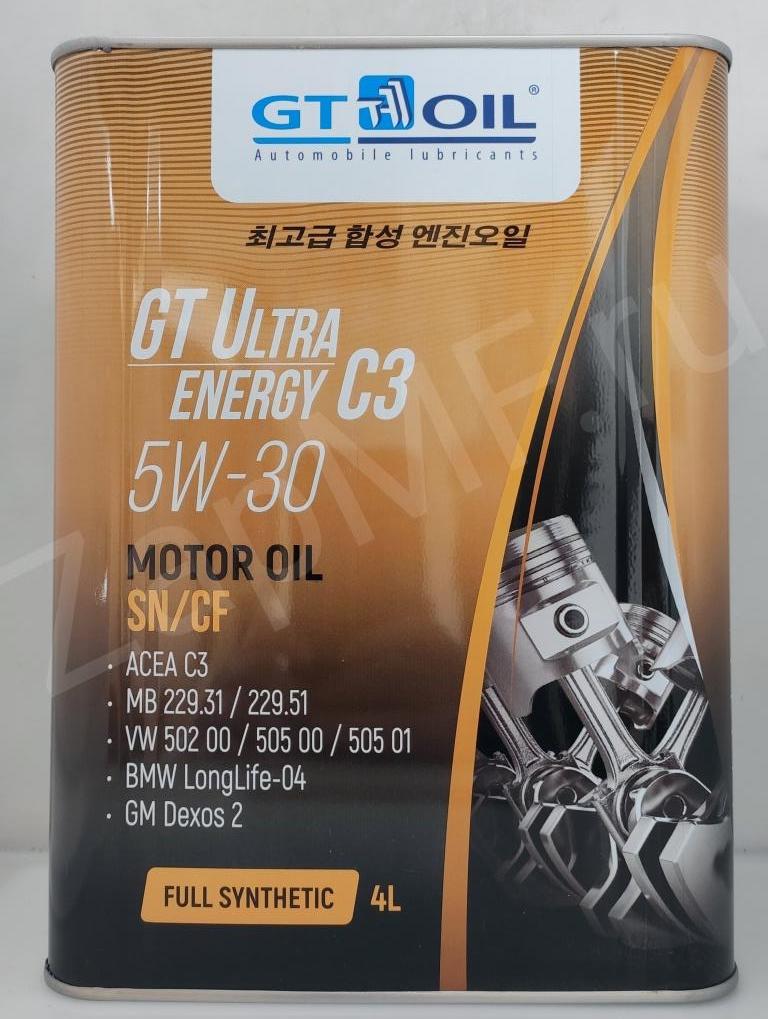 GT OIL®
Automobile lubricants
최고급 합성 엔진오일
GT ULTRA
ENERGY C3
5W-30
MOTOR OIL
SN/CF
· ACEA C3
· MB 229.31 / 229.51
· VW 502 00 / 505 00 / 505 01
· BMW LongLife-04
· GM Dexos 2
FULL SYNTHETIC 4L
ZapMF.ru